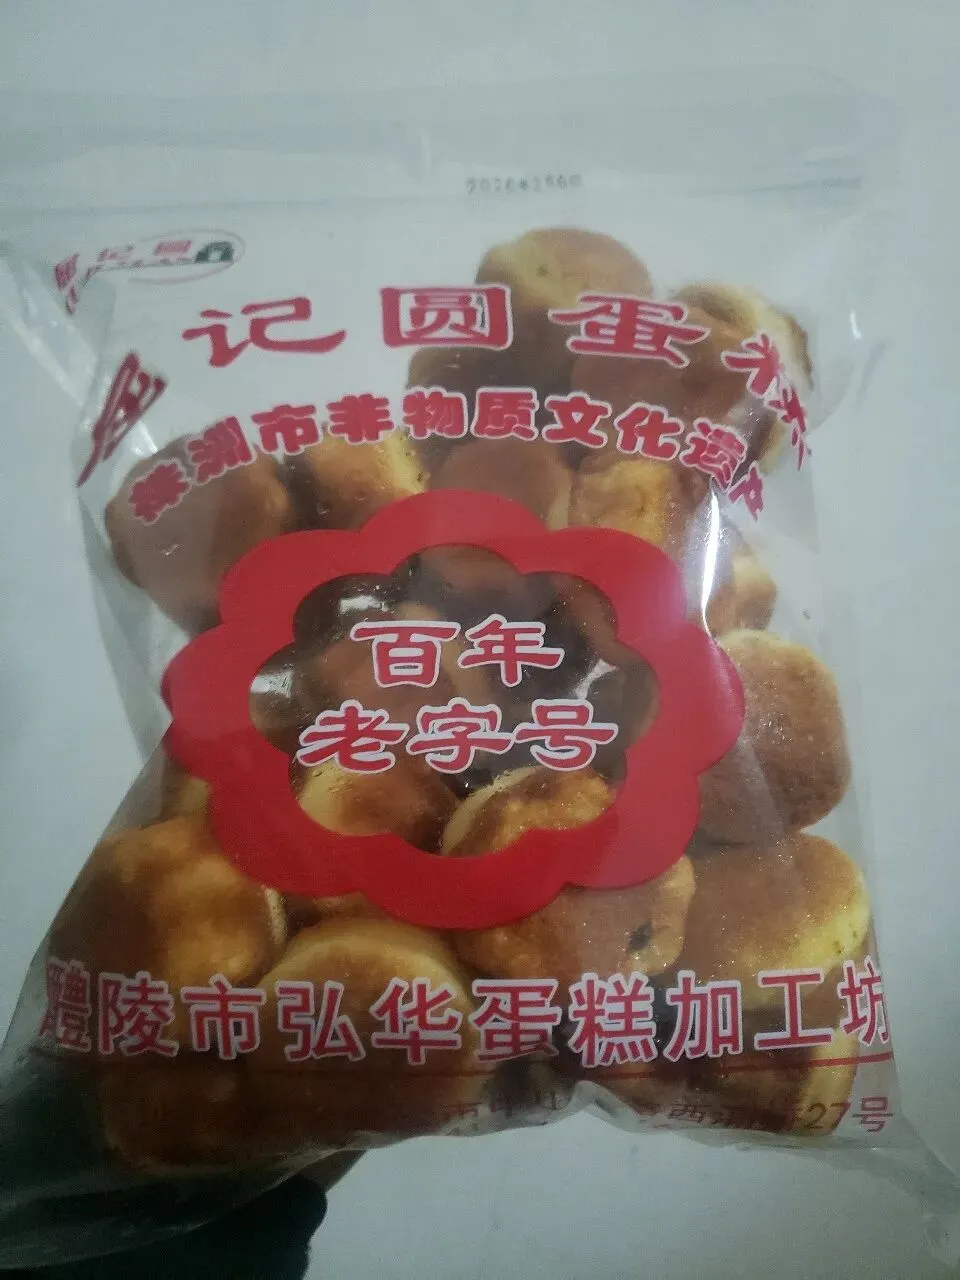 记圆蛋糕
株洲市非物质文化遗产
百年
老字号
醴陵市弘华蛋糕加工坊
27号